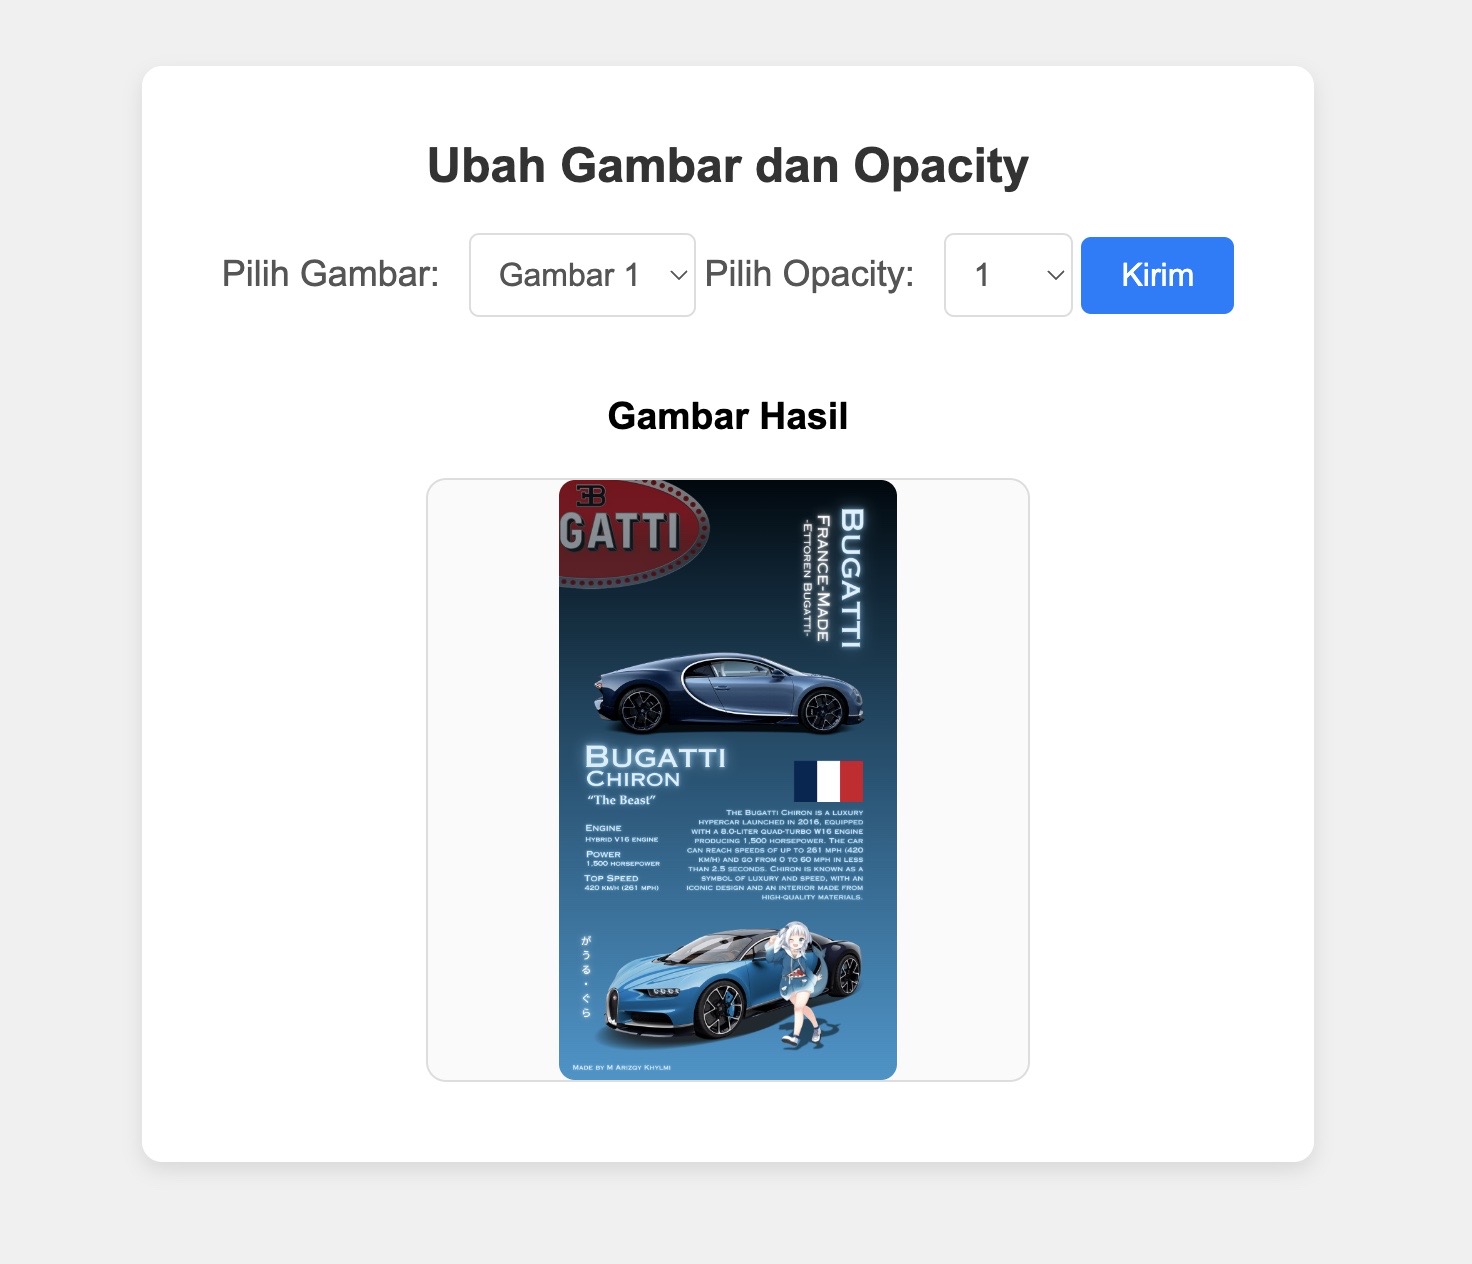 Ubah Gambar dan Opacity
Pilih Gambar: Gambar 1 Pilih Opacity: 1 Kirim
Gambar Hasil
EB
GATTI
BUGATTI
FRANCE-MADE
-ETTOREN BUGATTI-
BUGATTI
CHIRON
“The Beast”
ENGINE
HYBRID V16 ENGINE
POWER
1,500 HORSEPOWER
TOP SPEED
420 KM/H (261 MPH)
THE BUGATTI CHIRON IS A LUXURY
HYPERCAR LAUNCHED IN 2016, EQUIPPED
WITH A 8.0-LITER QUAD-TURBO W16 ENGINE
PRODUCING 1,500 HORSEPOWER. THE CAR
CAN REACH SPEEDS OF UP TO 261 MPH (420
KM/H) AND GO FROM 0 TO 60 MPH IN LESS
THAN 2.5 SECONDS. CHIRON IS KNOWN AS A
SYMBOL OF LUXURY AND SPEED, WITH AN
ICONIC DESIGN AND AN INTERIOR MADE FROM
HIGH-QUALITY MATERIALS.
がうる・ぐら
MADE BY M ARIZQY KHYLMI